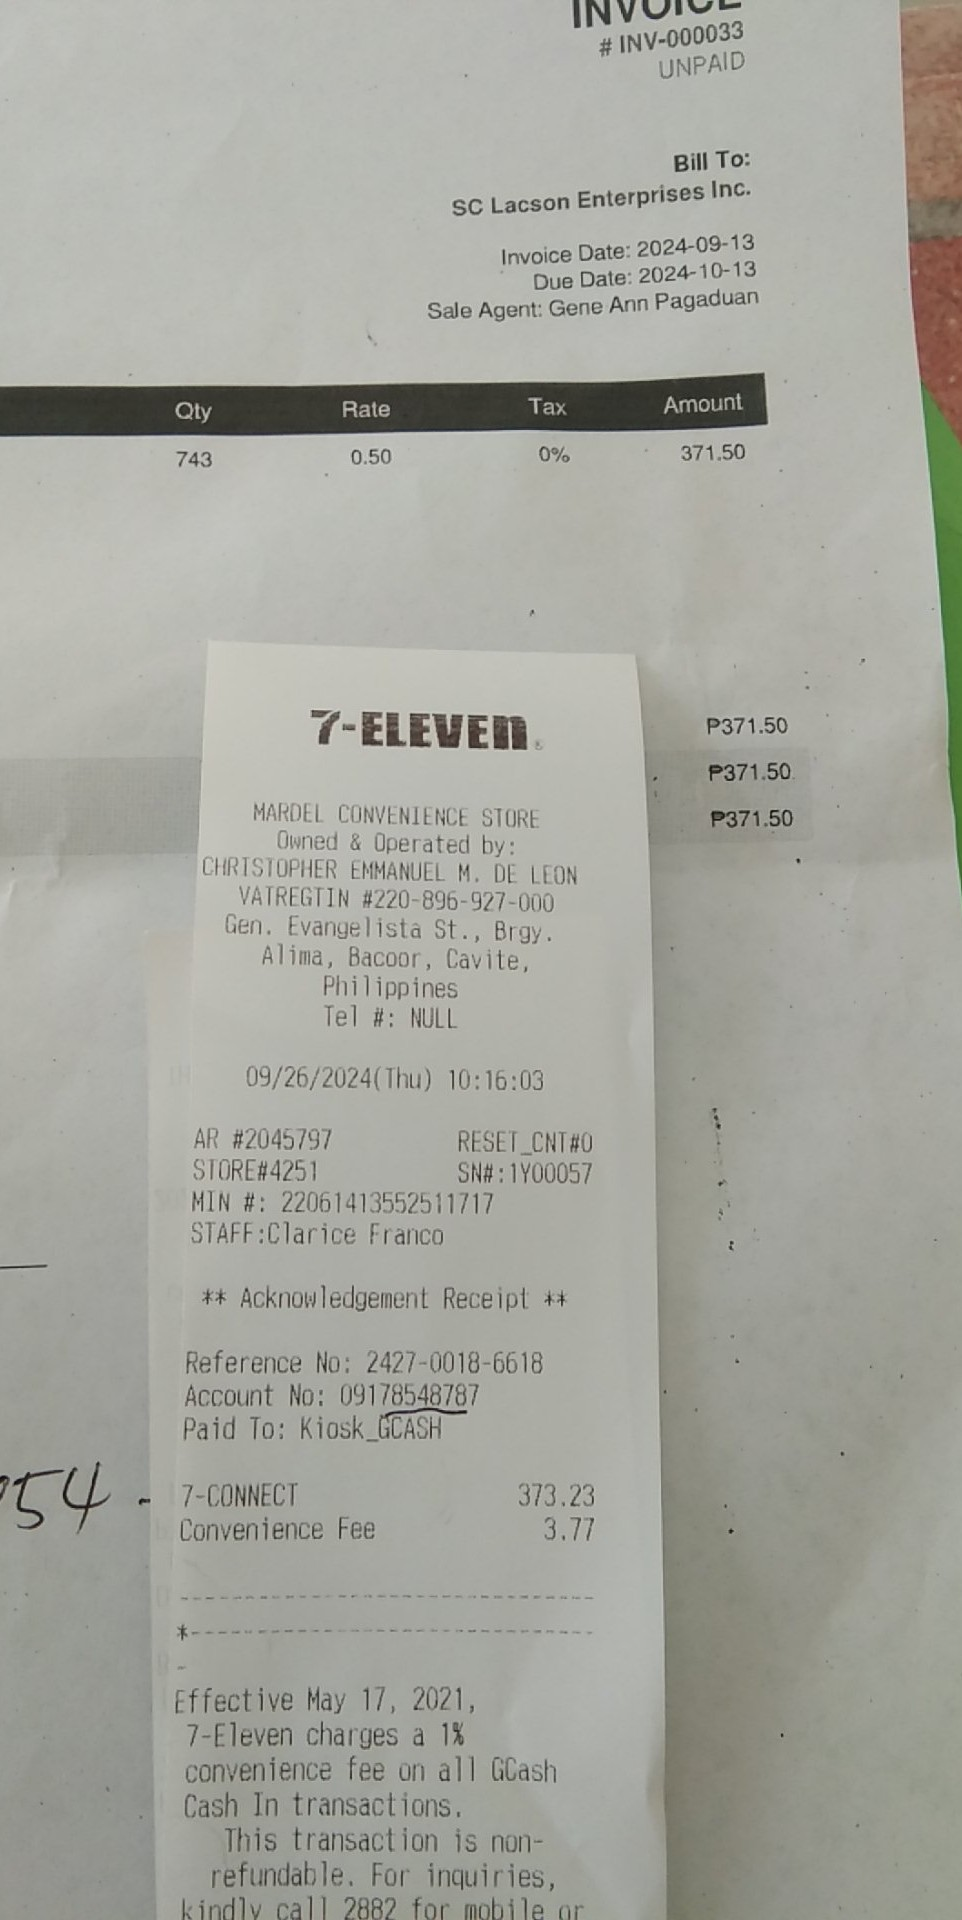 INVOICE
# INV-000033
UNPAID
Bill To:
SC Lacson Enterprises Inc.
Invoice Date: 2024-09-13
Due Date: 2024-10-13
Sale Agent: Gene Ann Pagaduan
Qty Rate Tax Amount
743 0.50 0% 371.50
₱371.50
₱371.50
₱371.50
7-ELEVEn®
MARDEL CONVENIENCE STORE
Owned & Operated by:
CHRISTOPHER EMMANUEL M. DE LEON
VATREGTIN #220-896-927-000
Gen. Evangelista St., Brgy.
Alima, Bacoor, Cavite,
Philippines
Tel #: NULL
09/26/2024(Thu) 10:16:03
AR #2045797 RESET_CNT#0
STORE#4251 SN#:1Y00057
MIN #: 22061413552511717
STAFF:Clarice Franco
** Acknowledgement Receipt **
Reference No: 2427-0018-6618
Account No: 09178548787
Paid To: Kiosk_GCASH
54 -
7-CONNECT 373.23
Convenience Fee 3.77
Effective May 17, 2021,
7-Eleven charges a 1%
convenience fee on all GCash
Cash In transactions.
This transaction is non-
refundable. For inquiries,
kindly call 2882 for mobile or